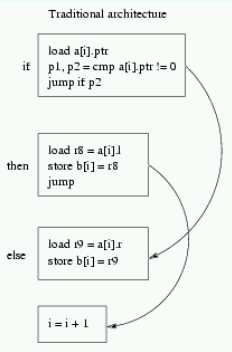 Traditional architecture
if
load a[i].ptr
p1, p2 = cmp a[i].ptr != 0
jump if p2
then
load r8 = a[i].l
store b[i] = r8
jump
else
load r9 = a[i].r
store b[i] = r9
i = i + 1